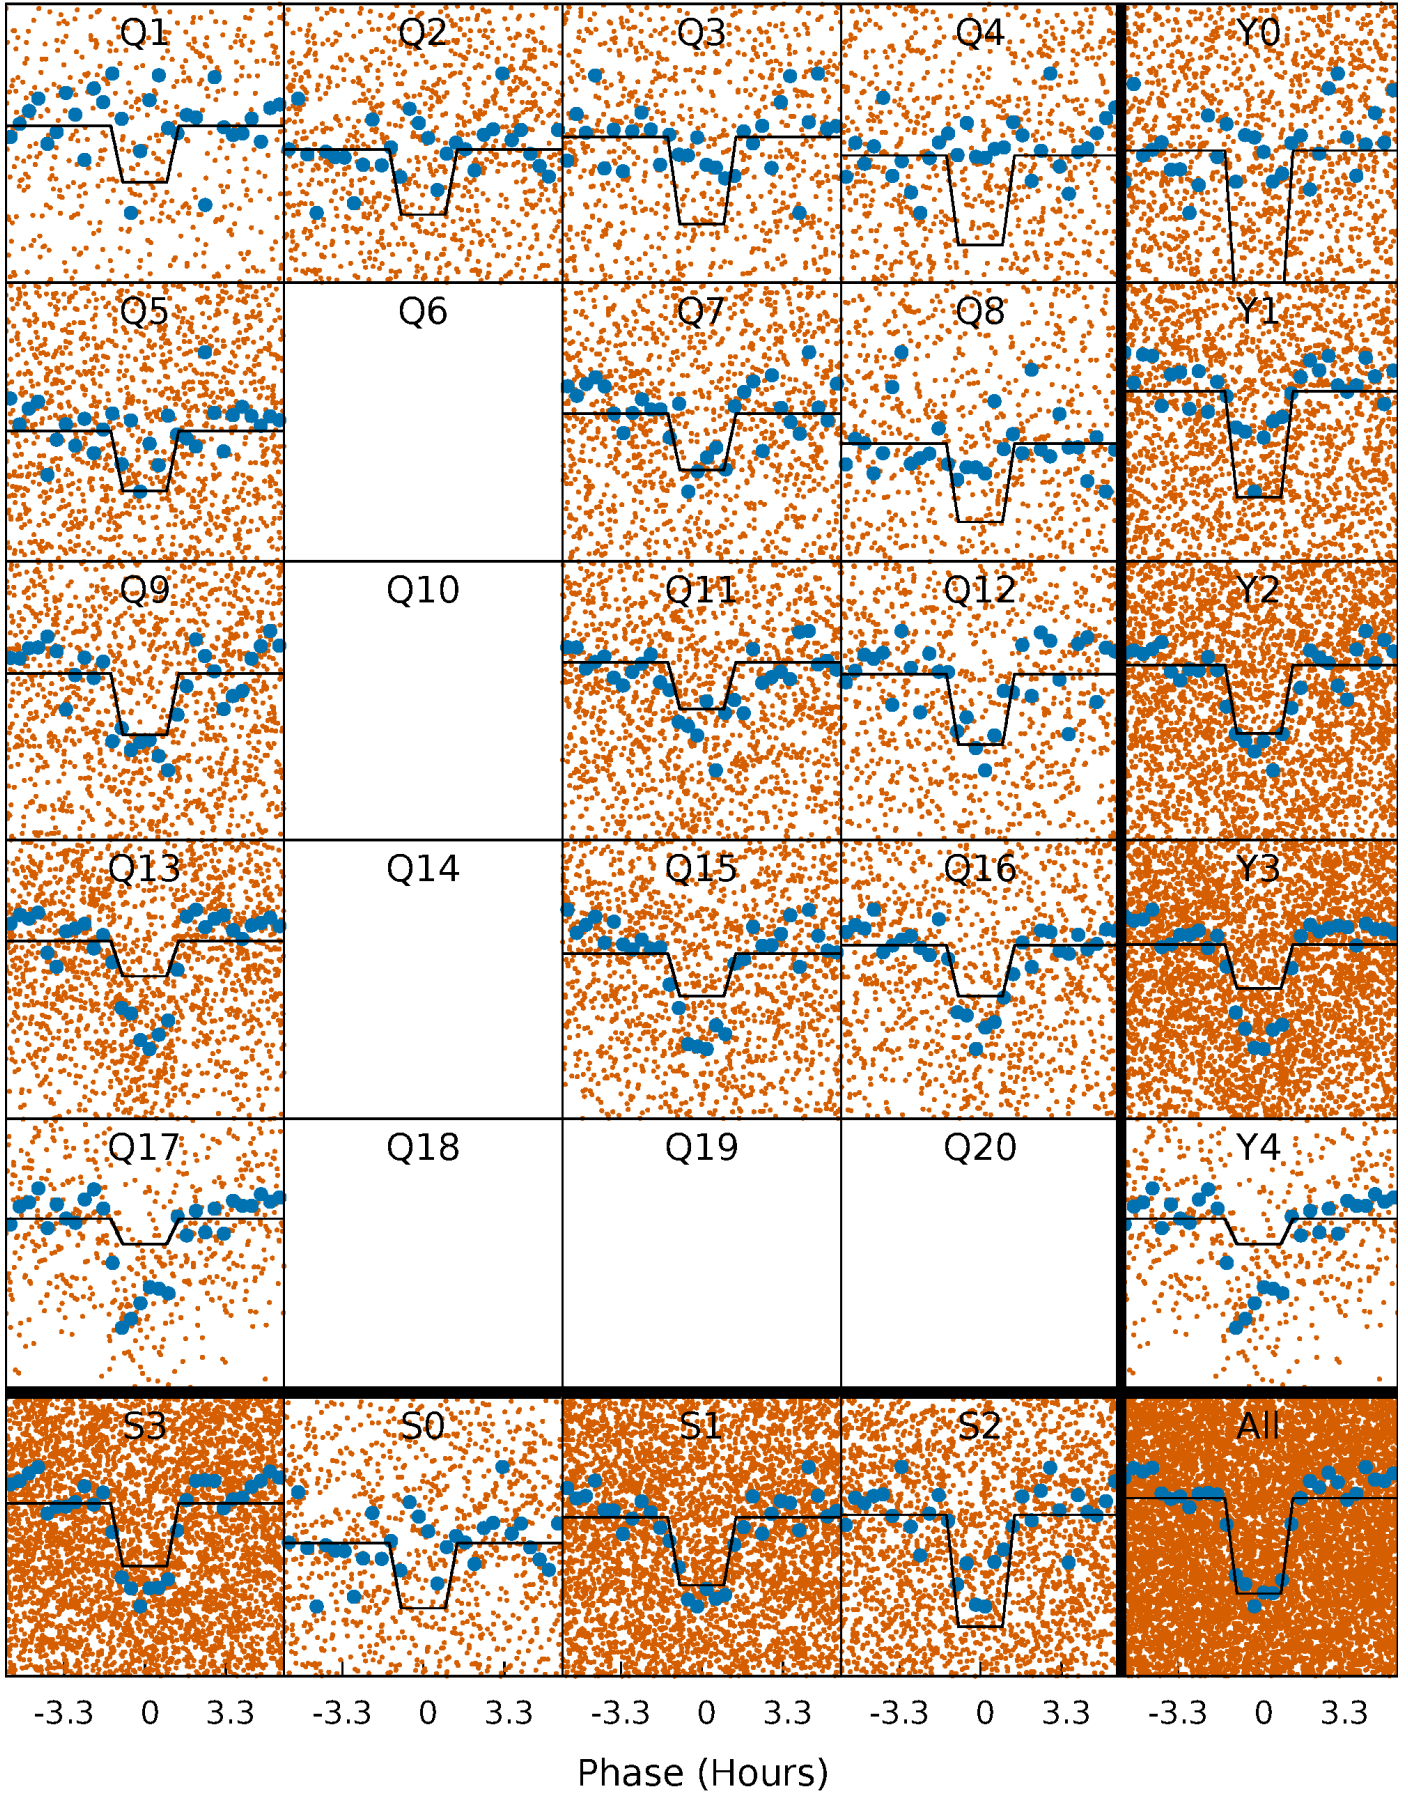 Q1 Q2 Q3 Q4 Y0
Q5 Q6 Q7 Q8 Y1
Q9 Q10 Q11 Q12 Y2
Q13 Q14 Q15 Q16 Y3
Q17 Q18 Q19 Q20 Y4
S3 S0 S1 S2 All
-3.3 0 3.3 -3.3 0 3.3 -3.3 0 3.3 -3.3 0 3.3 -3.3 0 3.3
Phase (Hours)